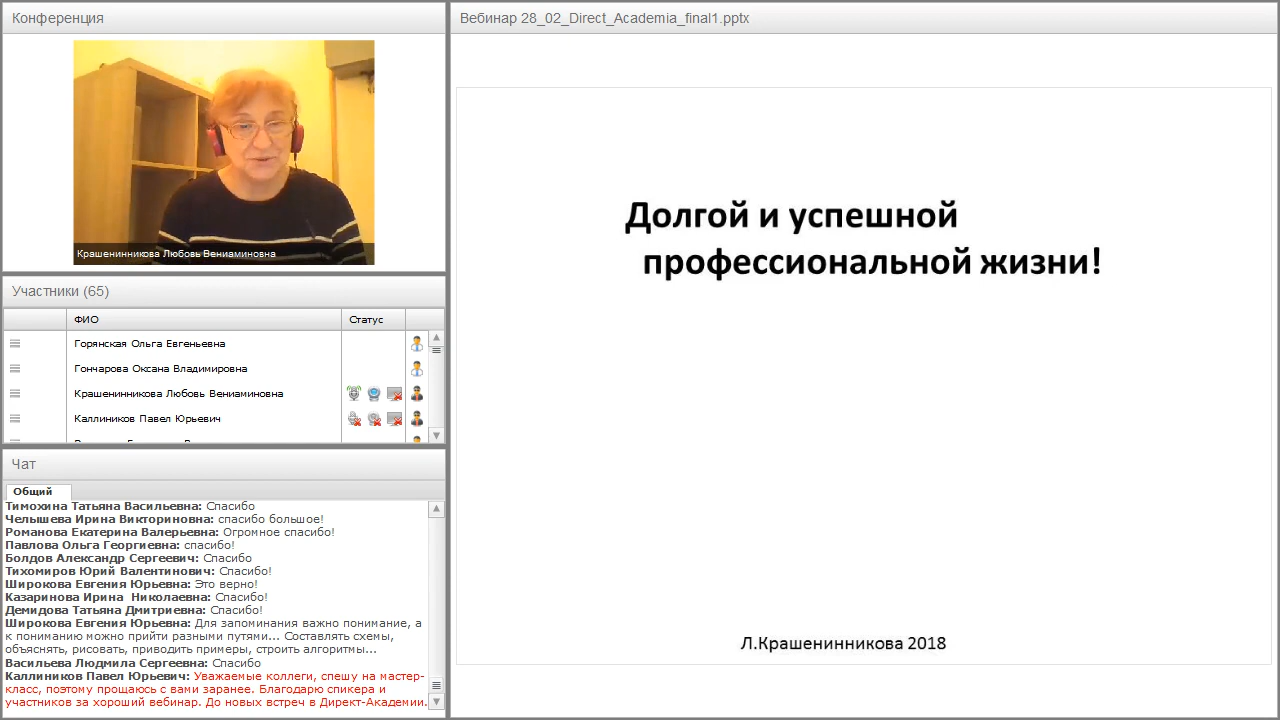 Конференция
Крашенинникова Любовь Вениаминовна
Участники (65)
ФИО
Статус
Горянская Ольга Евгеньевна
Гончарова Оксана Владимировна
Крашенинникова Любовь Вениаминовна
Каллиников Павел Юрьевич
Чат
Общий
Тимохина Татьяна Васильевна: Спасибо
Челышева Ирина Викториновна: спасибо большое!
Романова Екатерина Валерьевна: Огромное спасибо!
Павлова Ольга Георгиевна: спасибо!
Болдов Александр Сергеевич: Спасибо
Тихомиров Юрий Валентинович: Спасибо!
Широкова Евгения Юрьевна: Это верно!
Казаринова Ирина  Николаевна: Спасибо!
Демидова Татьяна Дмитриевна: Спасибо!
Широкова Евгения Юрьевна: Для запоминания важно понимание, а
к пониманию можно прийти разными путями... Составлять схемы,
объяснять, рисовать, приводить примеры, строить алгоритмы...
Васильева Людмила Сергеевна: Спасибо
Каллиников Павел Юрьевич: Уважаемые коллеги, спешу на мастер-
класс, поэтому прощаюсь с вами заранее. Благодарю спикера и
участников за хороший вебинар. До новых встреч в Директ-Академии.
Вебинар 28_02_Direct_Academia_final1.pptx
Долгой и успешной
профессиональной жизни!
Л.Крашенинникова 2018